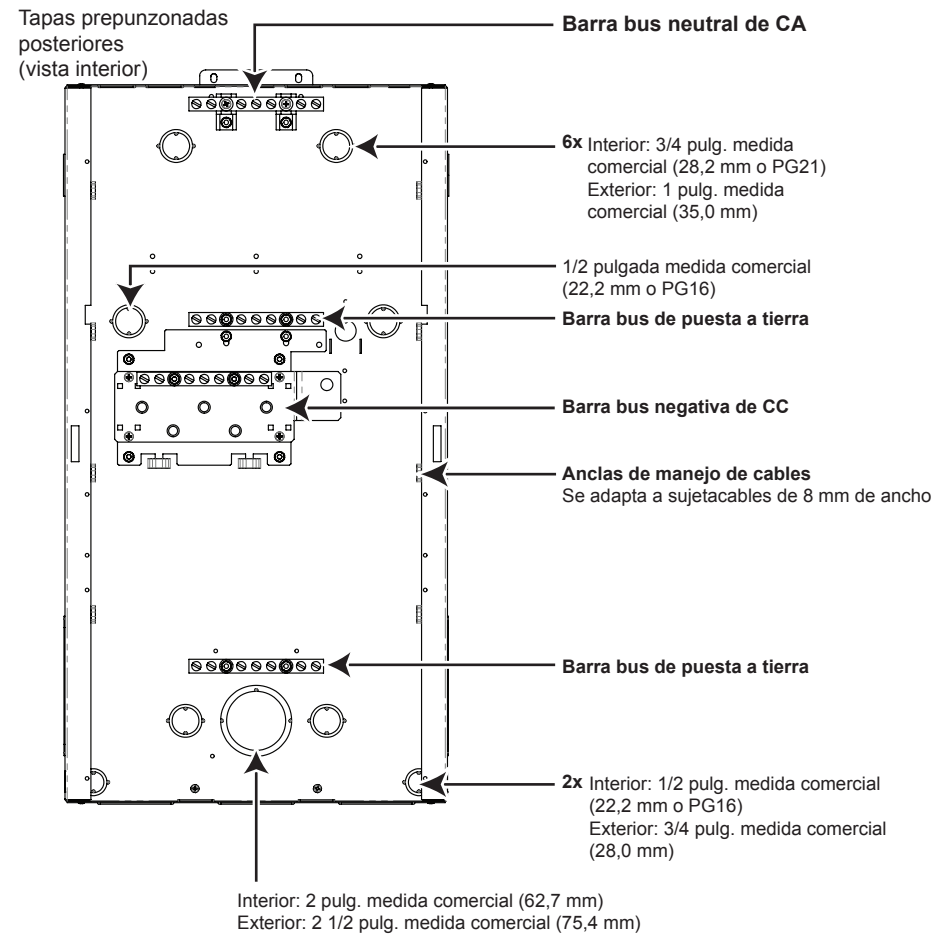 Tapas prepunzonadas
posteriores
(vista interior)
Barra bus neutral de CA
6x Interior: 3/4 pulg. medida
comercial (28,2 mm o PG21)
Exterior: 1 pulg. medida
comercial (35,0 mm)
1/2 pulgada medida comercial
(22,2 mm o PG16)
Barra bus de puesta a tierra
Barra bus negativa de CC
Anclas de manejo de cables
Se adapta a sujetacables de 8 mm de ancho
Barra bus de puesta a tierra
2x Interior: 1/2 pulg. medida comercial
(22,2 mm o PG16)
Exterior: 3/4 pulg. medida comercial
(28,0 mm)
Interior: 2 pulg. medida comercial (62,7 mm)
Exterior: 2 1/2 pulg. medida comercial (75,4 mm)